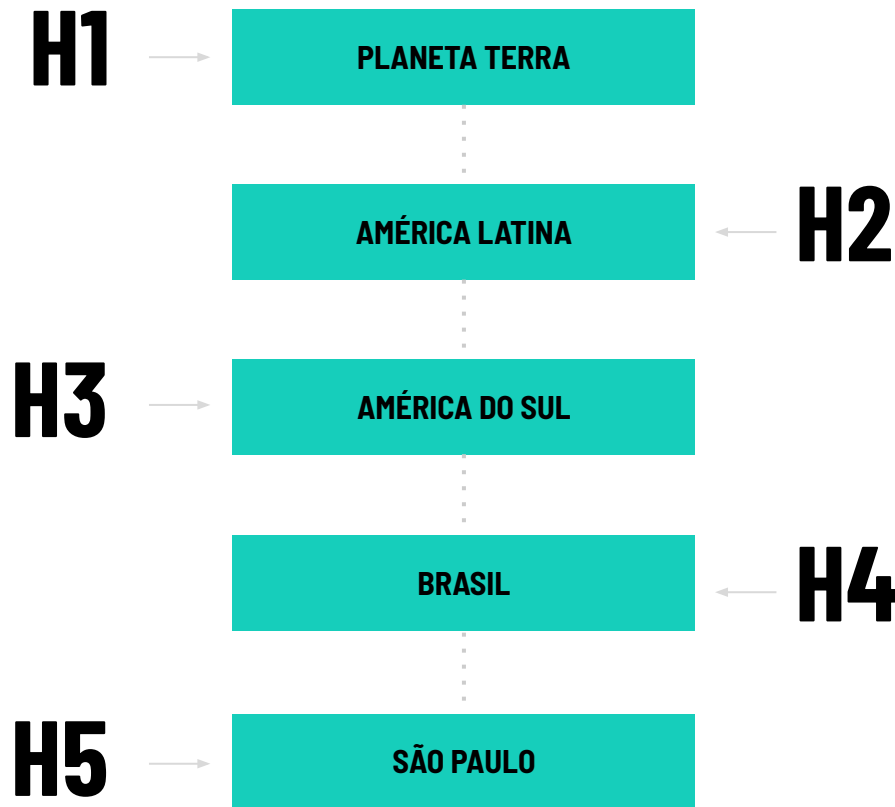 H1
PLANETA TERRA
AMÉRICA LATINA
H2
H3
AMÉRICA DO SUL
BRASIL
H4
H5
SÃO PAULO